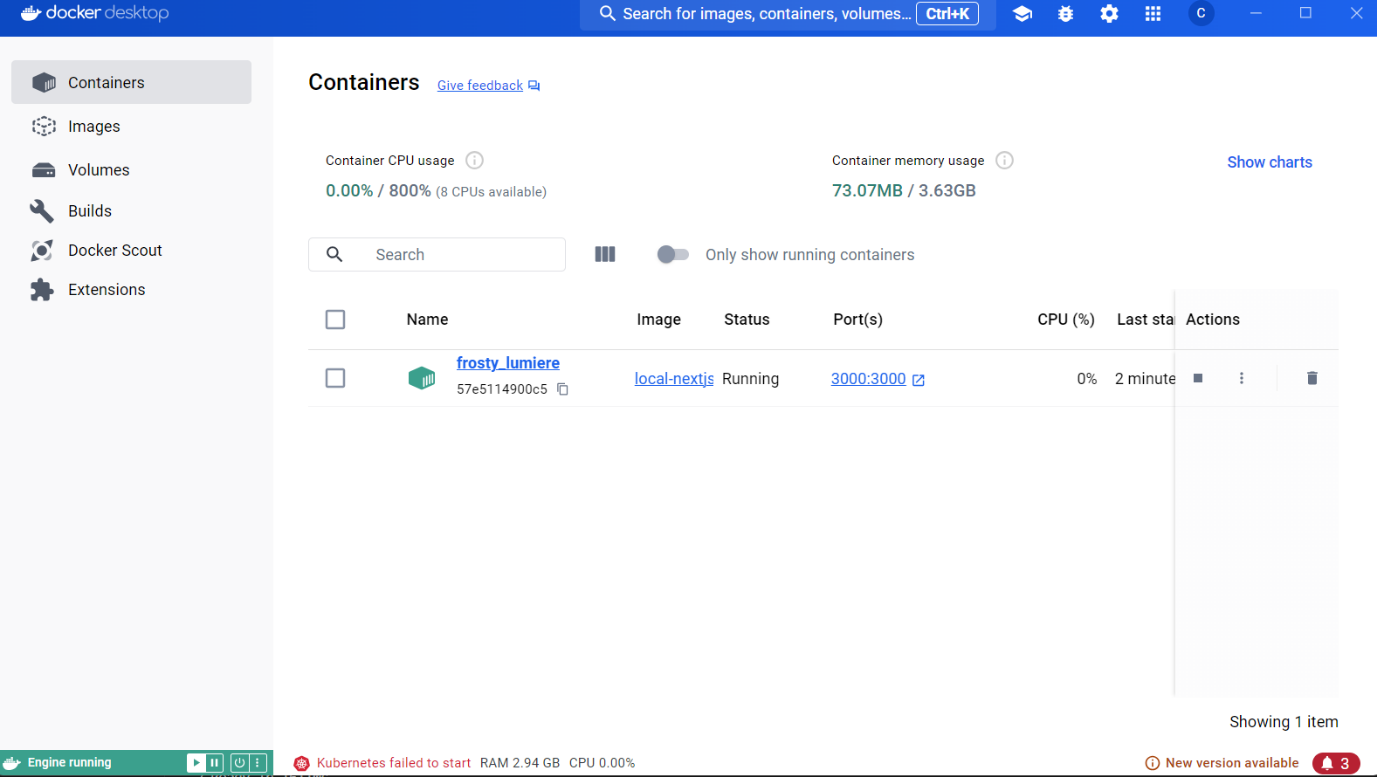 docker desktop
Search for images, containers, volumes... Ctrl+K
C
Containers
Images
Volumes
Builds
Docker Scout
Extensions
Containers Give feedback
Container CPU usage
0.00% / 800% (8 CPUs available)
Container memory usage
73.07MB / 3.63GB
Show charts
Search
Only show running containers
Name Image Status Port(s) CPU (%) Last sta Actions
frosty_lumiere
57e5114900c5
local-nextjs Running 3000:3000 0% 2 minute
Showing 1 item
Engine running
Kubernetes failed to start RAM 2.94 GB CPU 0.00%
New version available 3